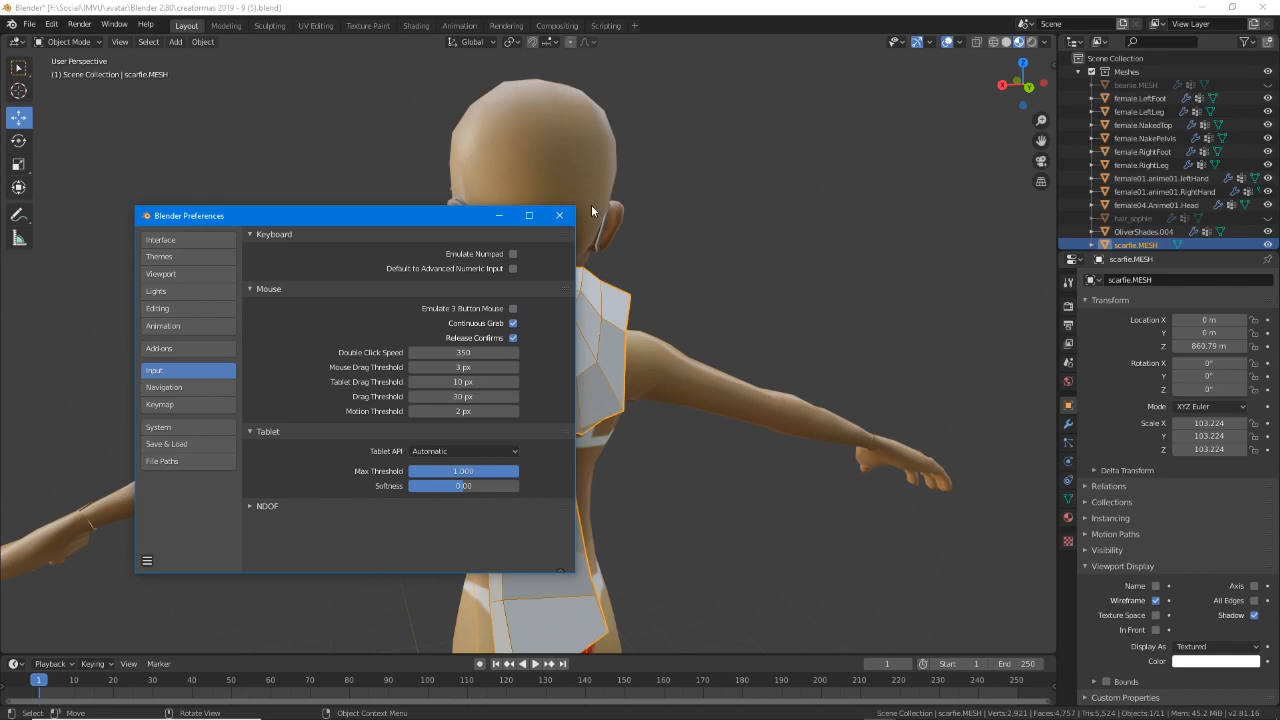 Blender* [F:\Social\IMVU\avatar\Blender 2.80\creatormas 2019 - 9 (5).blend]
File Edit Render Window Help Layout Modeling Sculpting UV Editing Texture Paint Shading Animation Rendering Compositing Scripting + Scene View Layer
Object Mode View Select Add Object Global
User Perspective
(1) Scene Collection | scarfie.MESH
Z
X
Y
Scene Collection
Meshes
beanie.MESH
female.LeftFoot
female.LeftLeg
female.NakedTop
female.NakePelvis
female.RightFoot
female.RightLeg
female01.anime01.leftHand
female01.anime01.RightHand
female04.Anime01.Head
hair_sophie
OliverShades.004
scarfie.MESH
Blender Preferences
Interface
Themes
Viewport
Lights
Editing
Animation
Add-ons
Input
Navigation
Keymap
System
Save & Load
File Paths
Keyboard
Emulate Numpad
Default to Advanced Numeric Input
Mouse
Emulate 3 Button Mouse
Continuous Grab
Release Confirms
Double Click Speed 350
Mouse Drag Threshold 3 px
Tablet Drag Threshold 10 px
Drag Threshold 30 px
Motion Threshold 2 px
Tablet
Tablet API Automatic
Max Threshold 1.000
Softness 0.00
NDOF
scarfie.MESH
scarfie.MESH
Transform
Location X 0 m
Y 0 m
Z 860.79 m
Rotation X 0°
Y 0°
Z 0°
Mode XYZ Euler
Scale X 103.224
Y 103.224
Z 103.224
Delta Transform
Relations
Collections
Instancing
Motion Paths
Visibility
Viewport Display
Name Axis
Wireframe All Edges
Texture Space Shadow
In Front
Display As Textured
Color
Bounds
Custom Properties
Playback Keying View Marker 1 Start 1 End 250
1 10 20 30 40 50 60 70 80 90 100 110 120 130 140 150 160 170 180 190 200 210 220 230 240 250
Select Move Rotate View Object Context Menu Scene Collection | scarfie.MESH | Verts:2,921 | Faces:4,757 | Tris:5,524 | Objects:1/11 | Mem: 45.2 MiB | v2.81.16